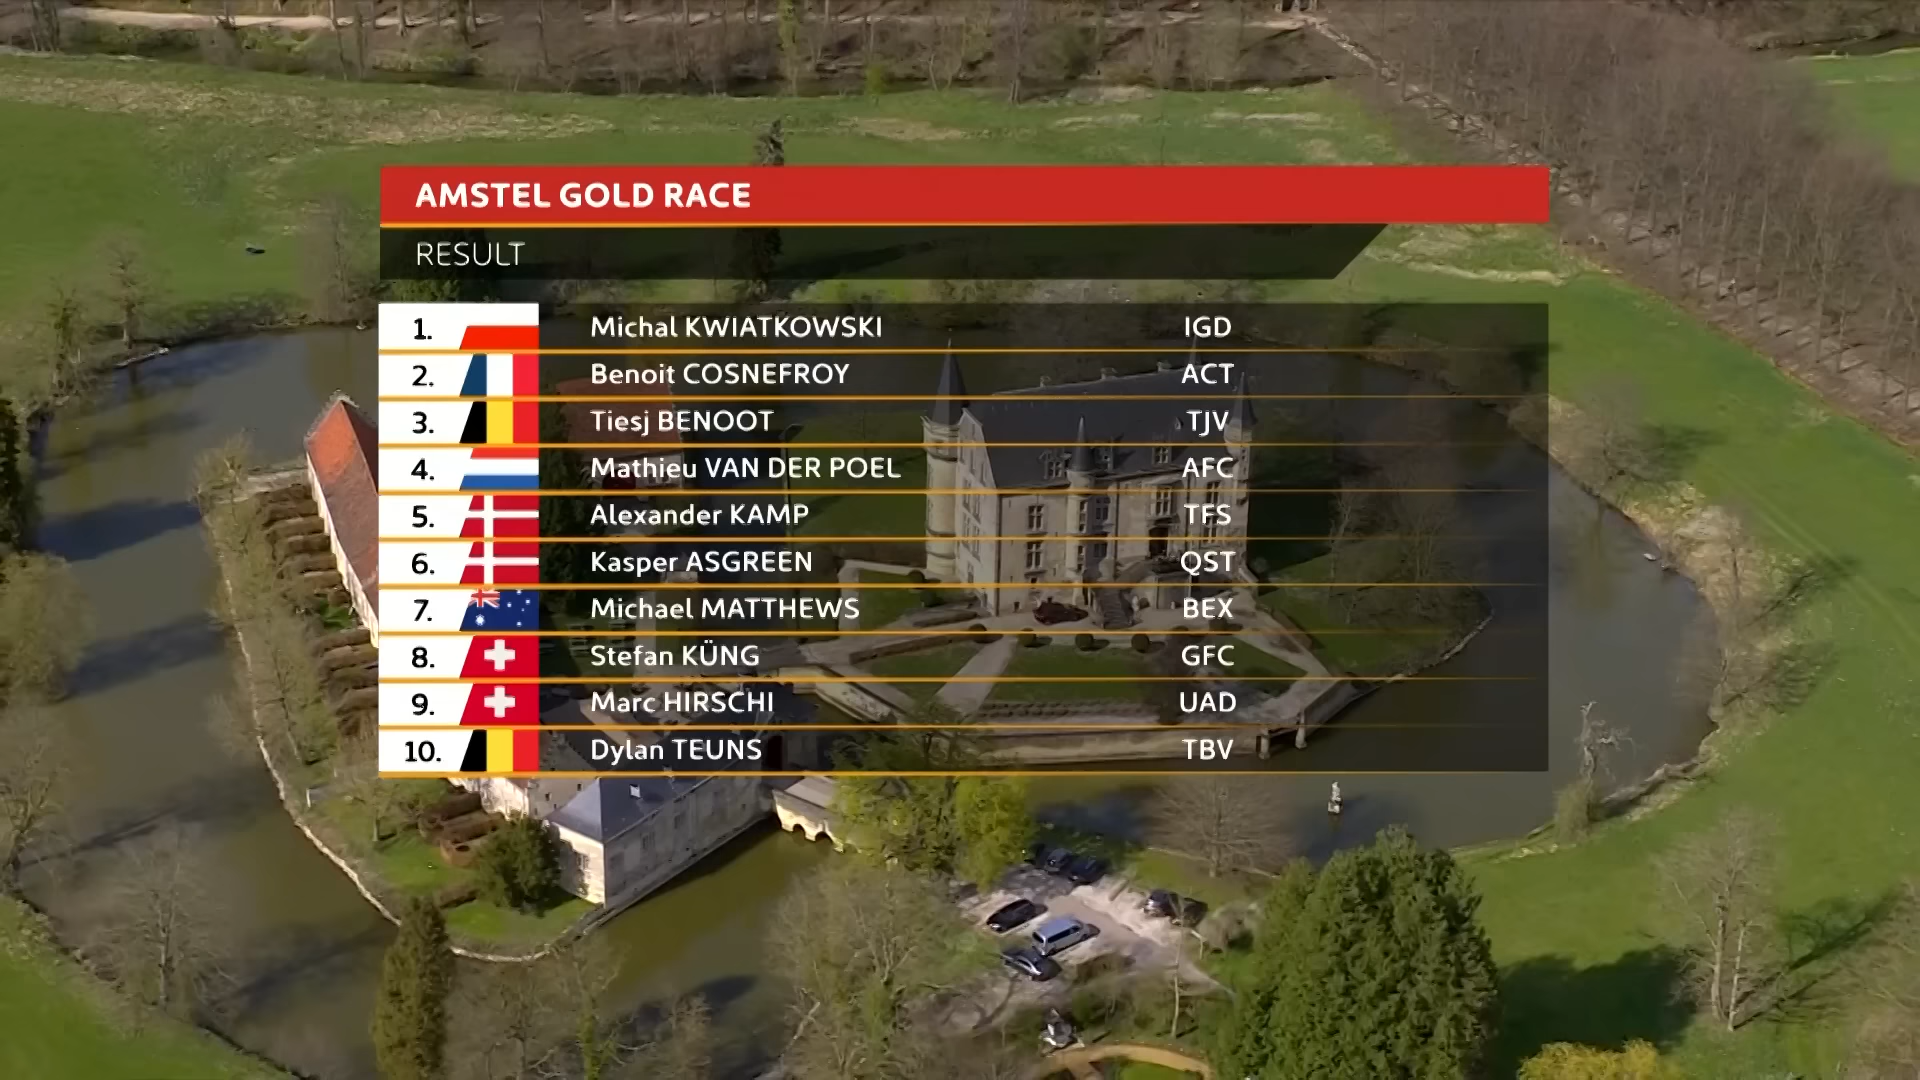 AMSTEL GOLD RACE
RESULT
1. Michal KWIATKOWSKI IGD
2. Benoit COSNEFROY ACT
3. Tiesj BENOOT TJV
4. Mathieu VAN DER POEL AFC
5. Alexander KAMP TFS
6. Kasper ASGREEN QST
7. Michael MATTHEWS BEX
8. Stefan KÜNG GFC
9. Marc HIRSCHI UAD
10. Dylan TEUNS TBV